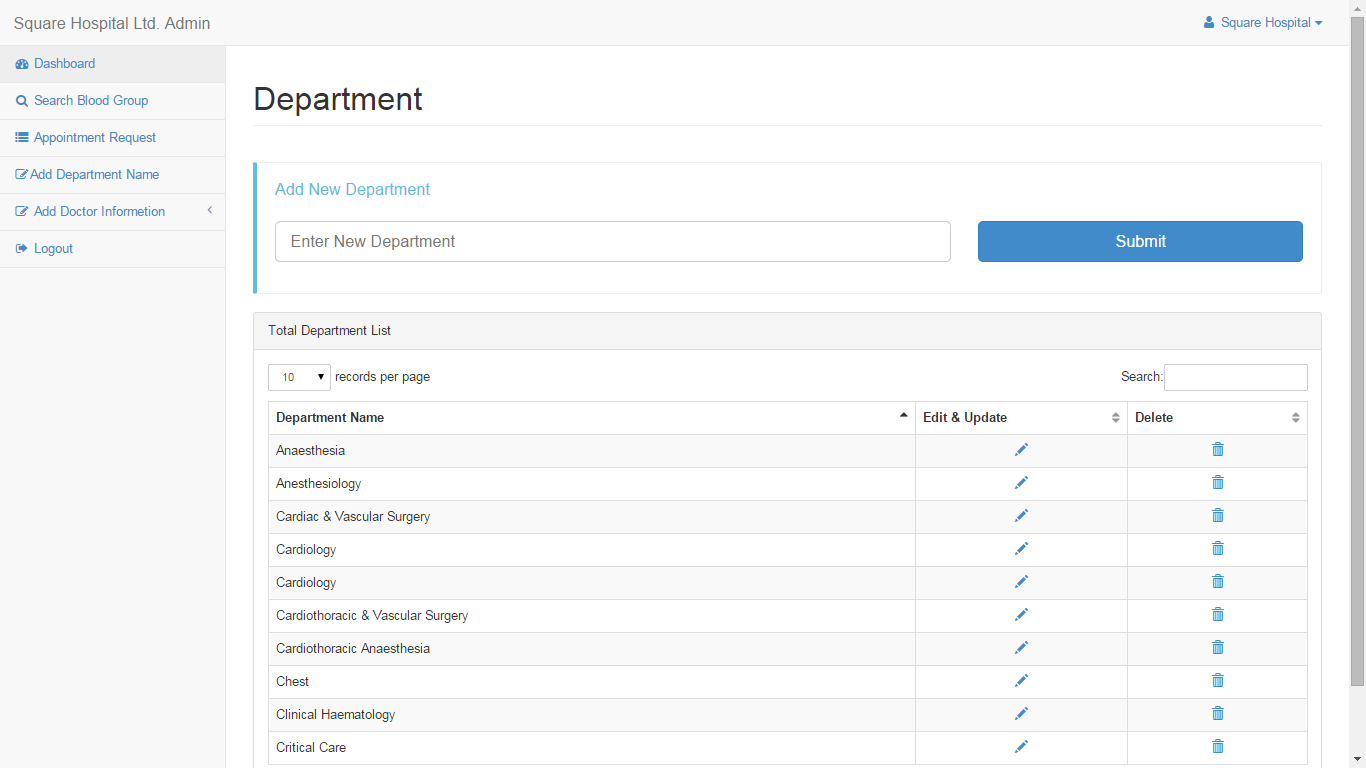 Square Hospital Ltd. Admin
Square Hospital
Dashboard
Search Blood Group
Appointment Request
Add Department Name
Add Doctor Informetion
Logout
Department
Add New Department
Enter New Department
Submit
Total Department List
10 records per page
Search:
Department Name Edit & Update Delete
Anaesthesia
Anesthesiology
Cardiac & Vascular Surgery
Cardiology
Cardiology
Cardiothoracic & Vascular Surgery
Cardiothoracic Anaesthesia
Chest
Clinical Haematology
Critical Care